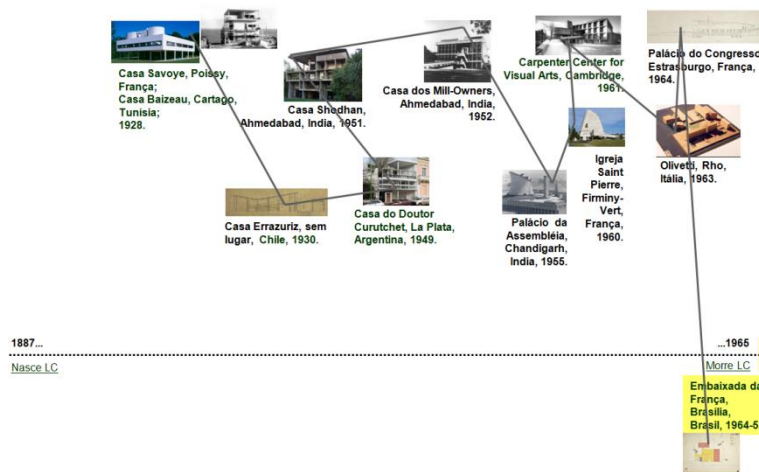 Casa Savoye, Poissy,
França;
Casa Baizeau, Cartago,
Tunisia;
1928.
Casa Shodhan,
Ahmedabad, India, 1951.
Casa dos Mill-Owners,
Ahmedabad, India,
1952.
Carpenter Center for
Visual Arts, Cambridge,
1961.
Palácio do Congresso
Estrasburgo, França,
1964.
Casa Errazuriz, sem
lugar, Chile, 1930.
Casa do Doutor
Curutchet, La Plata,
Argentina, 1949.
Palácio da
Assembléia,
Chandigarh,
India, 1955.
Igreja
Saint
Pierre,
Firminy-
Vert,
França,
1960.
Olivetti, Rho,
Itália, 1963.
1887...
...1965
Nasce LC
Morre LC
Embaixada da
França,
Brasília,
Brasil, 1964-5